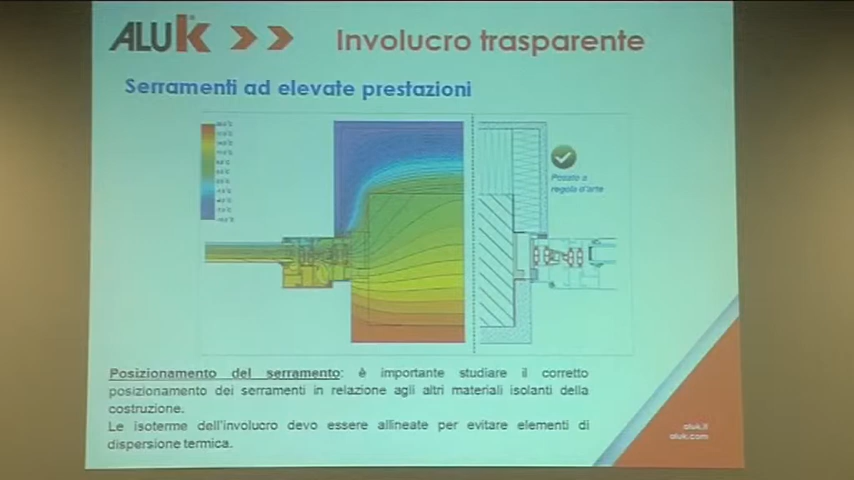 ALUK
Involucro trasparente
Serramenti ad elevate prestazioni
Posato a
regola d'arte
Posizionamento del serramento: è importante studiare il corretto
posizionamento dei serramenti in relazione agli altri materiali isolanti della
costruzione.
Le isoterme dell'involucro devo essere allineate per evitare elementi di
dispersione termica.
aluk.it
aluk.com